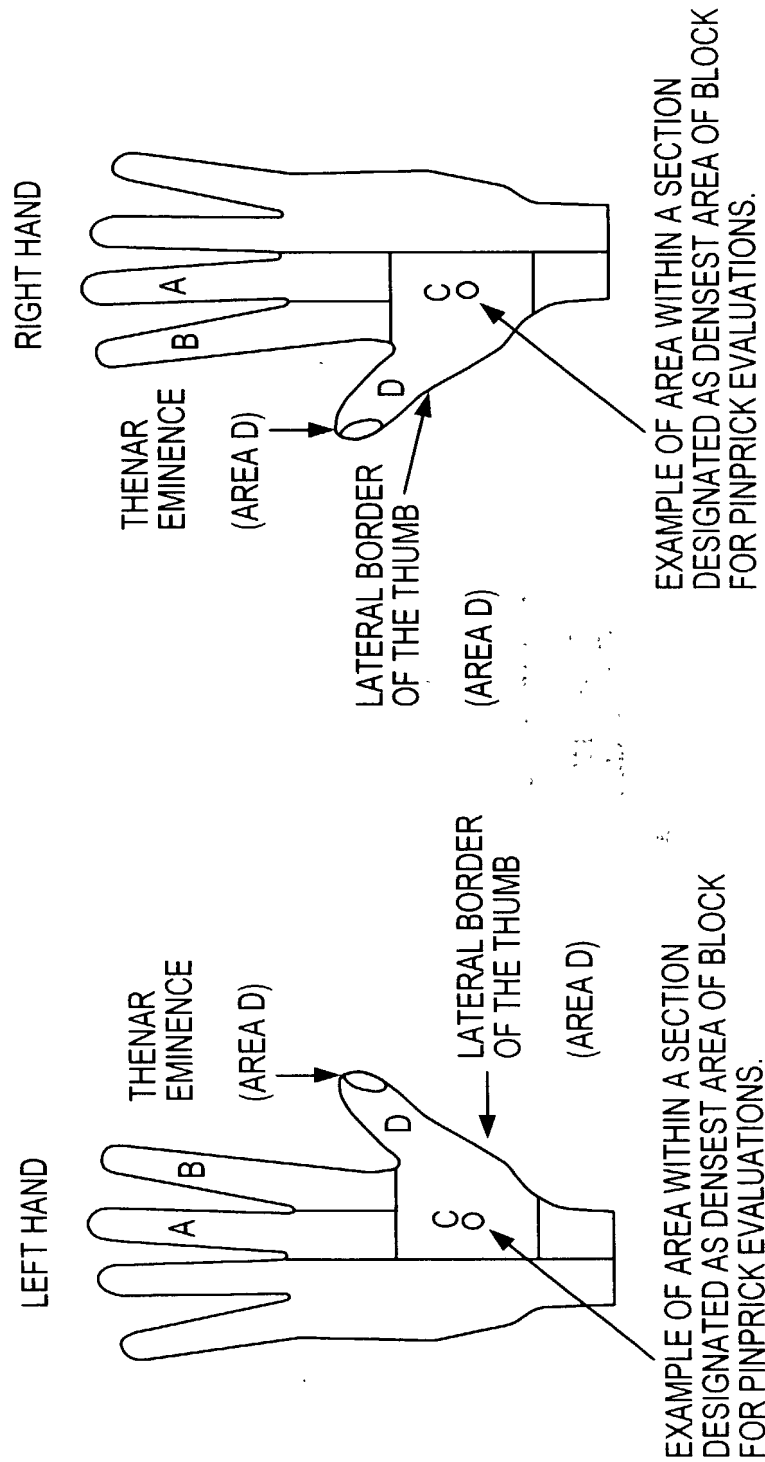 LEFT HAND
A
B
THENAR
EMINENCE
(AREA D)
D
C
LATERAL BORDER
OF THE THUMB
(AREA D)
EXAMPLE OF AREA WITHIN A SECTION
DESIGNATED AS DENSEST AREA OF BLOCK
FOR PINPRICK EVALUATIONS.
RIGHT HAND
A
B
THENAR
EMINENCE
(AREA D)
D
C
LATERAL BORDER
OF THE THUMB
(AREA D)
EXAMPLE OF AREA WITHIN A SECTION
DESIGNATED AS DENSEST AREA OF BLOCK
FOR PINPRICK EVALUATIONS.